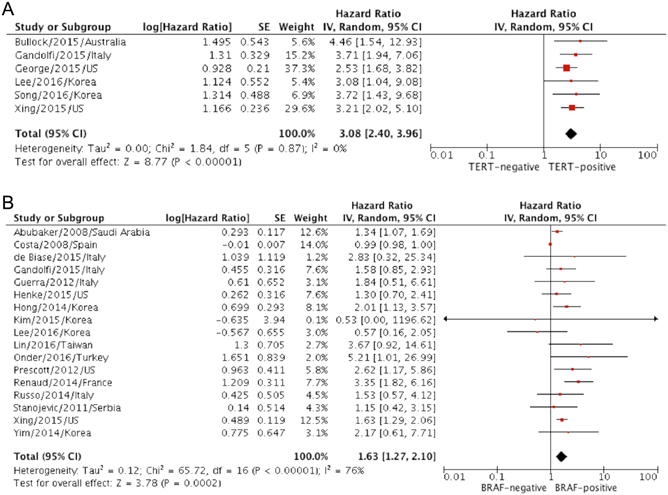 A
Hazard Ratio Hazard Ratio
Study or Subgroup log[Hazard Ratio] SE Weight IV, Random, 95% CI IV, Random, 95% CI
Bullock/2015/Australia 1.495 0.543 5.6% 4.46 [1.54, 12.93]
Gandolfi/2015/Italy 1.31 0.329 15.2% 3.71 [1.94, 7.06]
George/2015/US 0.928 0.21 37.3% 2.53 [1.68, 3.82]
Lee/2016/Korea 1.124 0.552 5.4% 3.08 [1.04, 9.08]
Song/2016/Korea 1.314 0.488 6.9% 3.72 [1.43, 9.68]
Xing/2015/US 1.166 0.236 29.6% 3.21 [2.02, 5.10]
Total (95% CI) 100.0% 3.08 [2.40, 3.96]
Heterogeneity: Tau² = 0.00; Chi² = 1.84, df = 5 (P = 0.87); I² = 0%
Test for overall effect: Z = 8.77 (P < 0.00001)
0.01 0.1 1 10 100
TERT-negative TERT-positive
B
Hazard Ratio Hazard Ratio
Study or Subgroup log[Hazard Ratio] SE Weight IV, Random, 95% CI IV, Random, 95% CI
Abubaker/2008/Saudi Arabia 0.293 0.117 12.6% 1.34 [1.07, 1.69]
Costa/2008/Spain -0.01 0.007 14.0% 0.99 [0.98, 1.00]
de Biase/2015/Italy 1.039 1.119 1.2% 2.83 [0.32, 25.34]
Gandolfi/2015/Italy 0.455 0.316 7.6% 1.58 [0.85, 2.93]
Guerra/2012/Italy 0.61 0.652 3.1% 1.84 [0.51, 6.61]
Henke/2015/US 0.262 0.316 7.6% 1.30 [0.70, 2.41]
Hong/2014/Korea 0.699 0.293 8.1% 2.01 [1.13, 3.57]
Kim/2015/Korea -0.635 3.94 0.1% 0.53 [0.00, 1196.62]
Lee/2016/Korea -0.567 0.655 3.0% 0.57 [0.16, 2.05]
Lin/2016/Taiwan 1.3 0.705 2.7% 3.67 [0.92, 14.61]
Onder/2016/Turkey 1.651 0.839 2.0% 5.21 [1.01, 26.99]
Prescott/2012/US 0.963 0.411 5.8% 2.62 [1.17, 5.86]
Renaud/2014/France 1.209 0.311 7.7% 3.35 [1.82, 6.16]
Russo/2014/Italy 0.425 0.505 4.4% 1.53 [0.57, 4.12]
Stanojevic/2011/Serbia 0.14 0.514 4.3% 1.15 [0.42, 3.15]
Xing/2015/US 0.489 0.119 12.5% 1.63 [1.29, 2.06]
Yim/2014/Korea 0.775 0.647 3.1% 2.17 [0.61, 7.71]
Total (95% CI) 100.0% 1.63 [1.27, 2.10]
Heterogeneity: Tau² = 0.12; Chi² = 65.72, df = 16 (P < 0.00001); I² = 76%
Test for overall effect: Z = 3.78 (P = 0.0002)
0.01 0.1 1 10 100
BRAF-negative BRAF-positive